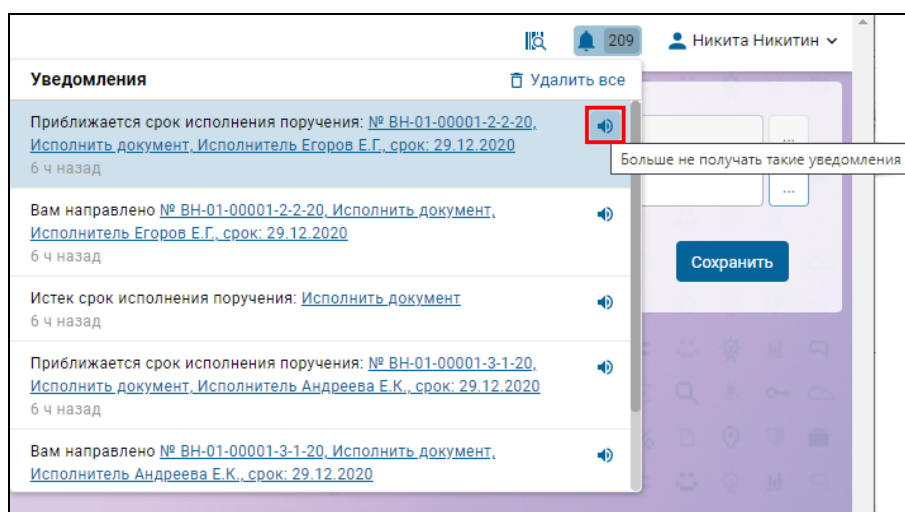 209 Никита Никитин
Уведомления Удалить все
Приближается срок исполнения поручения: № ВН-01-00001-2-2-20,
Исполнить документ, Исполнитель Егоров Е.Г., срок: 29.12.2020
6 ч назад
...
Больше не получать такие уведомления
...
Вам направлено № ВН-01-00001-2-2-20, Исполнить документ,
Исполнитель Егоров Е.Г., срок: 29.12.2020
6 ч назад
Сохранить
Истек срок исполнения поручения: Исполнить документ
6 ч назад
Приближается срок исполнения поручения: № ВН-01-00001-3-1-20,
Исполнить документ, Исполнитель Андреева Е.К., срок: 29.12.2020
6 ч назад
Вам направлено № ВН-01-00001-3-1-20, Исполнить документ,
Исполнитель Андреева Е.К., срок: 29.12.2020